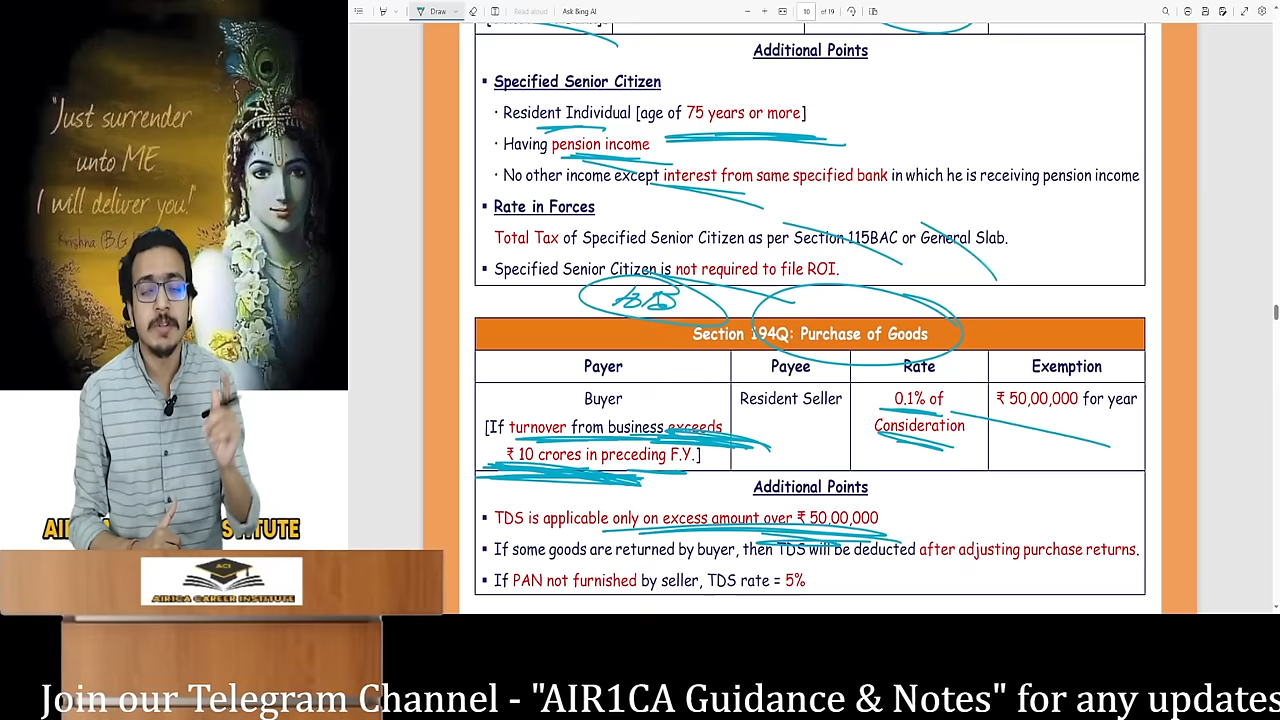 Draw
Read aloud
Ask Bing AI
10
of 19
"Just surrender
unto ME
I will deliver you!"
Krishna (B.G.
Additional Points
▪ Specified Senior Citizen
· Resident Individual [age of 75 years or more]
· Having pension income
· No other income except interest from same specified bank in which he is receiving pension income
▪ Rate in Forces
Total Tax of Specified Senior Citizen as per Section 115BAC or General Slab.
▪ Specified Senior Citizen is not required to file ROI.
Section 194Q: Purchase of Goods
Payer Payee Rate Exemption
Buyer Resident Seller 0.1% of ₹ 50,00,000 for year
[If turnover from business exceeds Consideration
₹ 10 crores in preceding F.Y.]
Additional Points
▪ TDS is applicable only on excess amount over ₹ 50,00,000
▪ If some goods are returned by buyer, then TDS will be deducted after adjusting purchase returns.
▪ If PAN not furnished by seller, TDS rate = 5%
ACI
AIR1CA CAREER INSTITUTE
Join our Telegram Channel - "AIR1CA Guidance & Notes" for any updates